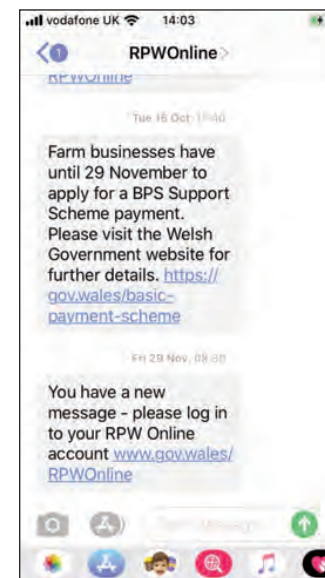 vodafone UK 14:03
1
RPWOnline
RPWOnline
Tue 15 Oct,
Farm businesses have
until 29 November to
apply for a BPS Support
Scheme payment.
Please visit the Welsh
Government website for
further details. https://
gov.wales/basic-
payment-scheme
Fri 29 Nov,
You have a new
message - please log in
to your RPW Online
account www.gov.wales/
RPWOnline